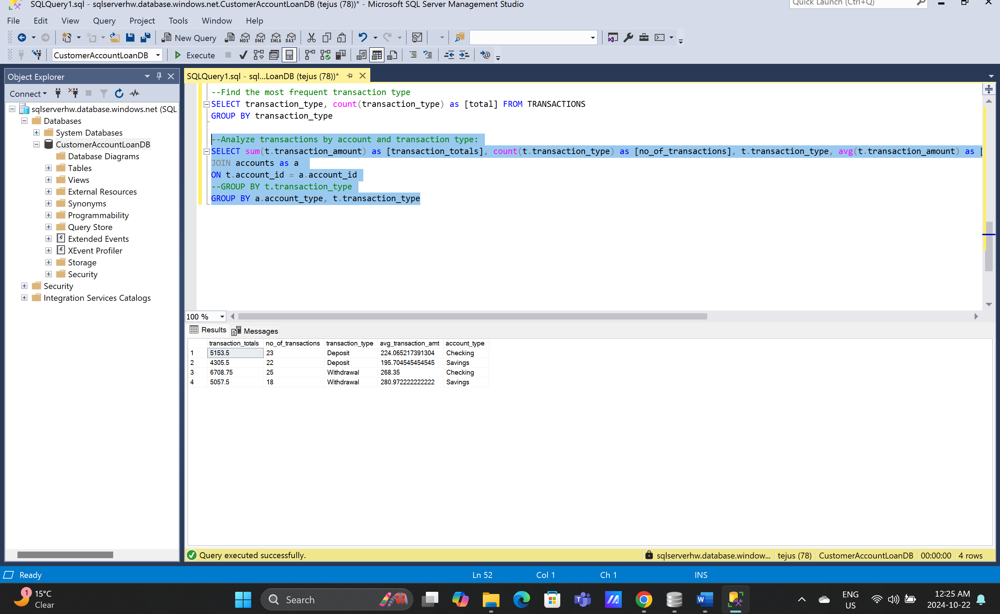 SQLQuery1.sql - sqlserverhw.database.windows.net.CustomerAccountLoanDB (tejus (78))* - Microsoft SQL Server Management Studio
Quick Launch (Ctrl+Q)
File Edit View Query Project Tools Window Help
New Query MDX DMX XMLA DAX
CustomerAccountLoanDB Execute
Object Explorer
SQLQuery1.sql - sql...LoanDB (tejus (78))*
Connect
sqlserverhw.database.windows.net (SQL
Databases
System Databases
CustomerAccountLoanDB
Database Diagrams
Tables
Views
External Resources
Synonyms
Programmability
Query Store
Extended Events
XEvent Profiler
Storage
Security
Security
Integration Services Catalogs
--Find the most frequent transaction type
SELECT transaction_type, count(transaction_type) as [total] FROM TRANSACTIONS
GROUP BY transaction_type
--Analyze transactions by account and transaction type:
SELECT sum(t.transaction_amount) as [transaction_totals], count(t.transaction_type) as [no_of_transactions], t.transaction_type, avg(t.transaction_amount) as [
JOIN accounts as a
ON t.account_id = a.account_id
--GROUP BY t.transaction_type
GROUP BY a.account_type, t.transaction_type
100 %
Results Messages
transaction_totals no_of_transactions transaction_type avg_transaction_amt account_type
1 5153.5 23 Deposit 224.065217391304 Checking
2 4305.5 22 Deposit 195.704545454545 Savings
3 6708.75 25 Withdrawal 268.35 Checking
4 5057.5 18 Withdrawal 280.972222222222 Savings
Query executed successfully. sqlserverhw.database.window... tejus (78) CustomerAccountLoanDB 00:00:00 4 rows
Ready Ln 52 Col 1 Ch 1 INS
1 15°C
Clear
Search
ENG
US
12:25 AM
2024-10-22